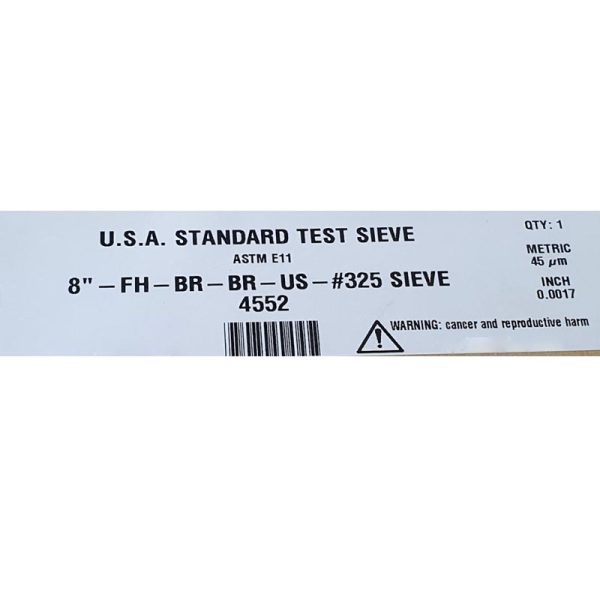 U.S.A. STANDARD TEST SIEVE
ASTM E11
8" – FH – BR – BR – US – #325 SIEVE
4552
QTY: 1
METRIC
45 µm
INCH
0.0017
WARNING: cancer and reproductive harm